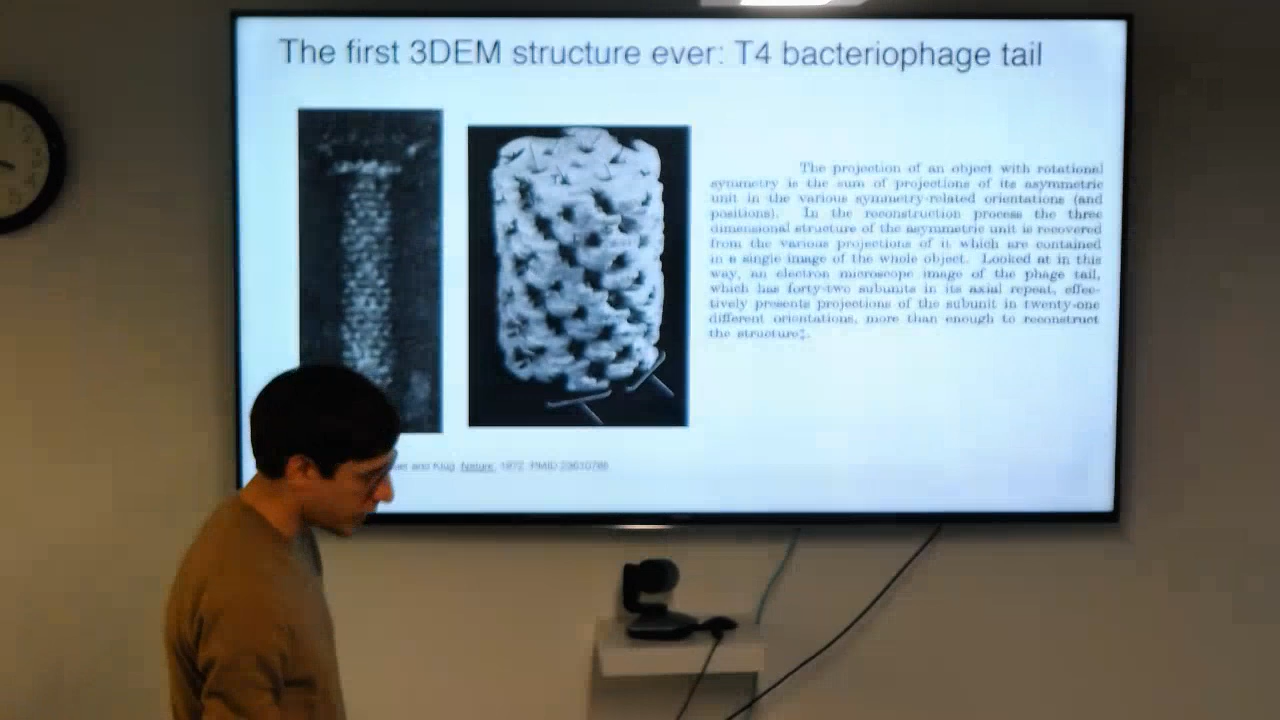 The first 3DEM structure ever: T4 bacteriophage tail
The projection of an object with rotational
symmetry is the sum of projections of its asymmetric
unit in the various symmetry-related orientations (and
positions). In the reconstruction process the three
dimensional structure of the asymmetric unit is recovered
from the various projections of it which are contained
in a single image of the whole object. Looked at in this
way, an electron microscope image of the phage tail,
which has forty-two subunits in its axial repeat, effec-
tively presents projections of the subunit in twenty-one
different orientations, more than enough to reconstruct
the structure‡.
and Klug, Nature, 1972. PMID